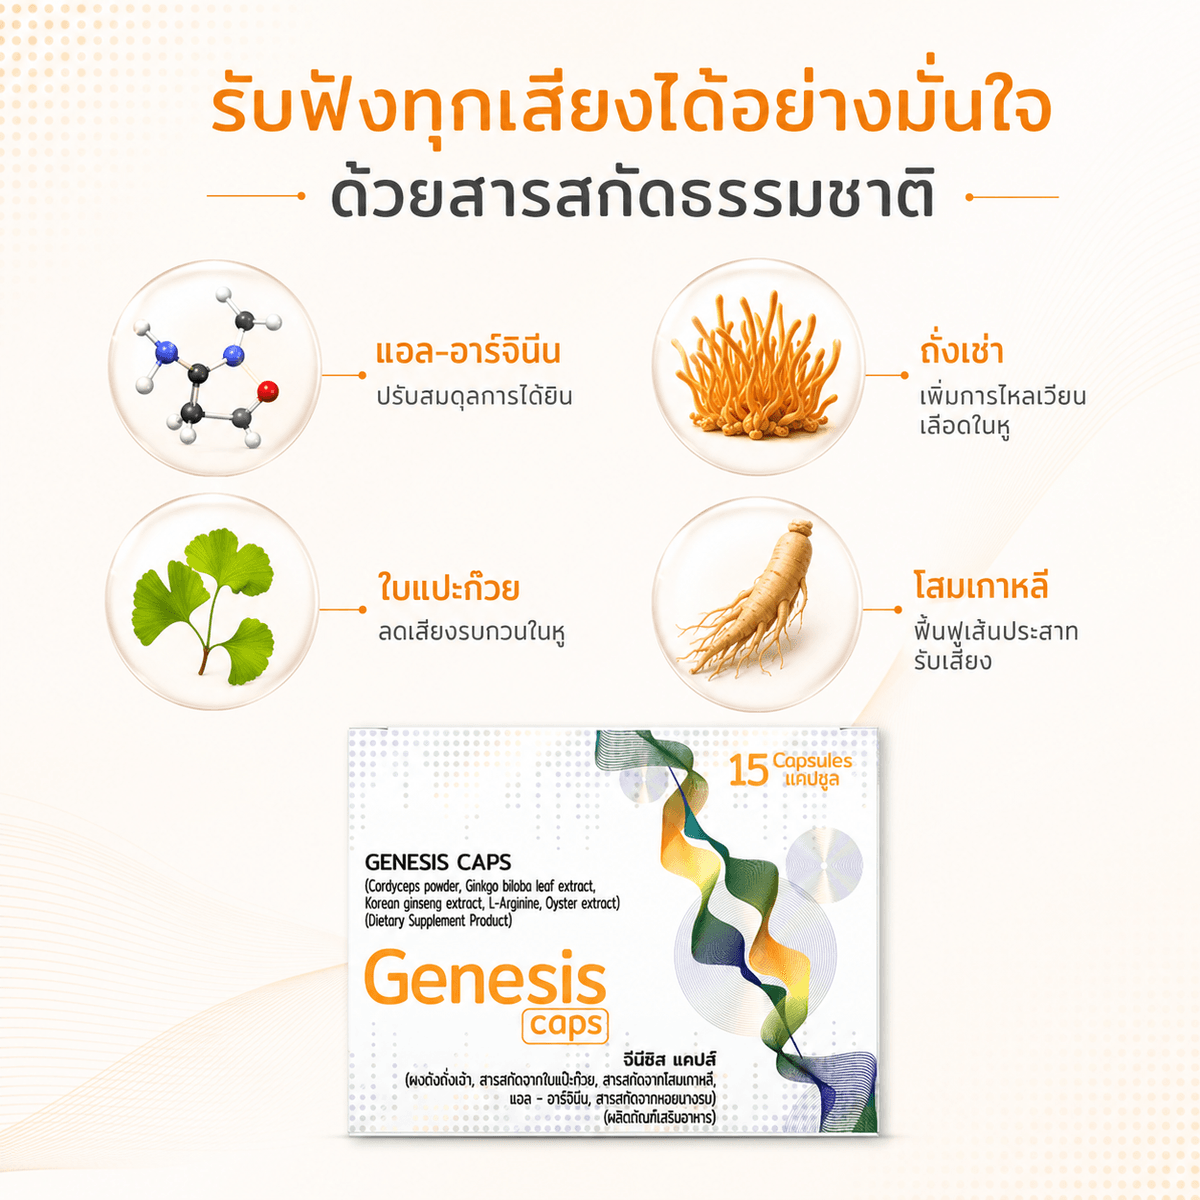 รับฟังทุกเสียงได้อย่างมั่นใจ
ด้วยสารสกัดธรรมชาติ
แอล-อาร์จินีน
ปรับสมดุลการได้ยิน
ถั่งเช่า
เพิ่มการไหลเวียน
เลือดในหู
ใบแปะก๊วย
ลดเสียงรบกวนในหู
โสมเกาหลี
ฟื้นฟูเส้นประสาท
รับเสียง
15 Capsules
แคปซูล
GENESIS CAPS
(Cordyceps powder, Ginkgo biloba leaf extract,
Korean ginseng extract, L-Arginine, Oyster extract)
(Dietary Supplement Product)
Genesis
caps
จีนีซิส แคปส์
(ผงตังถั่งเฉ้า, สารสกัดจากใบแป๊ะก๊วย, สารสกัดจากโสมเกาหลี,
แอล - อาร์จินีน, สารสกัดจากหอยนางรม)
(ผลิตภัณฑ์เสริมอาหาร)